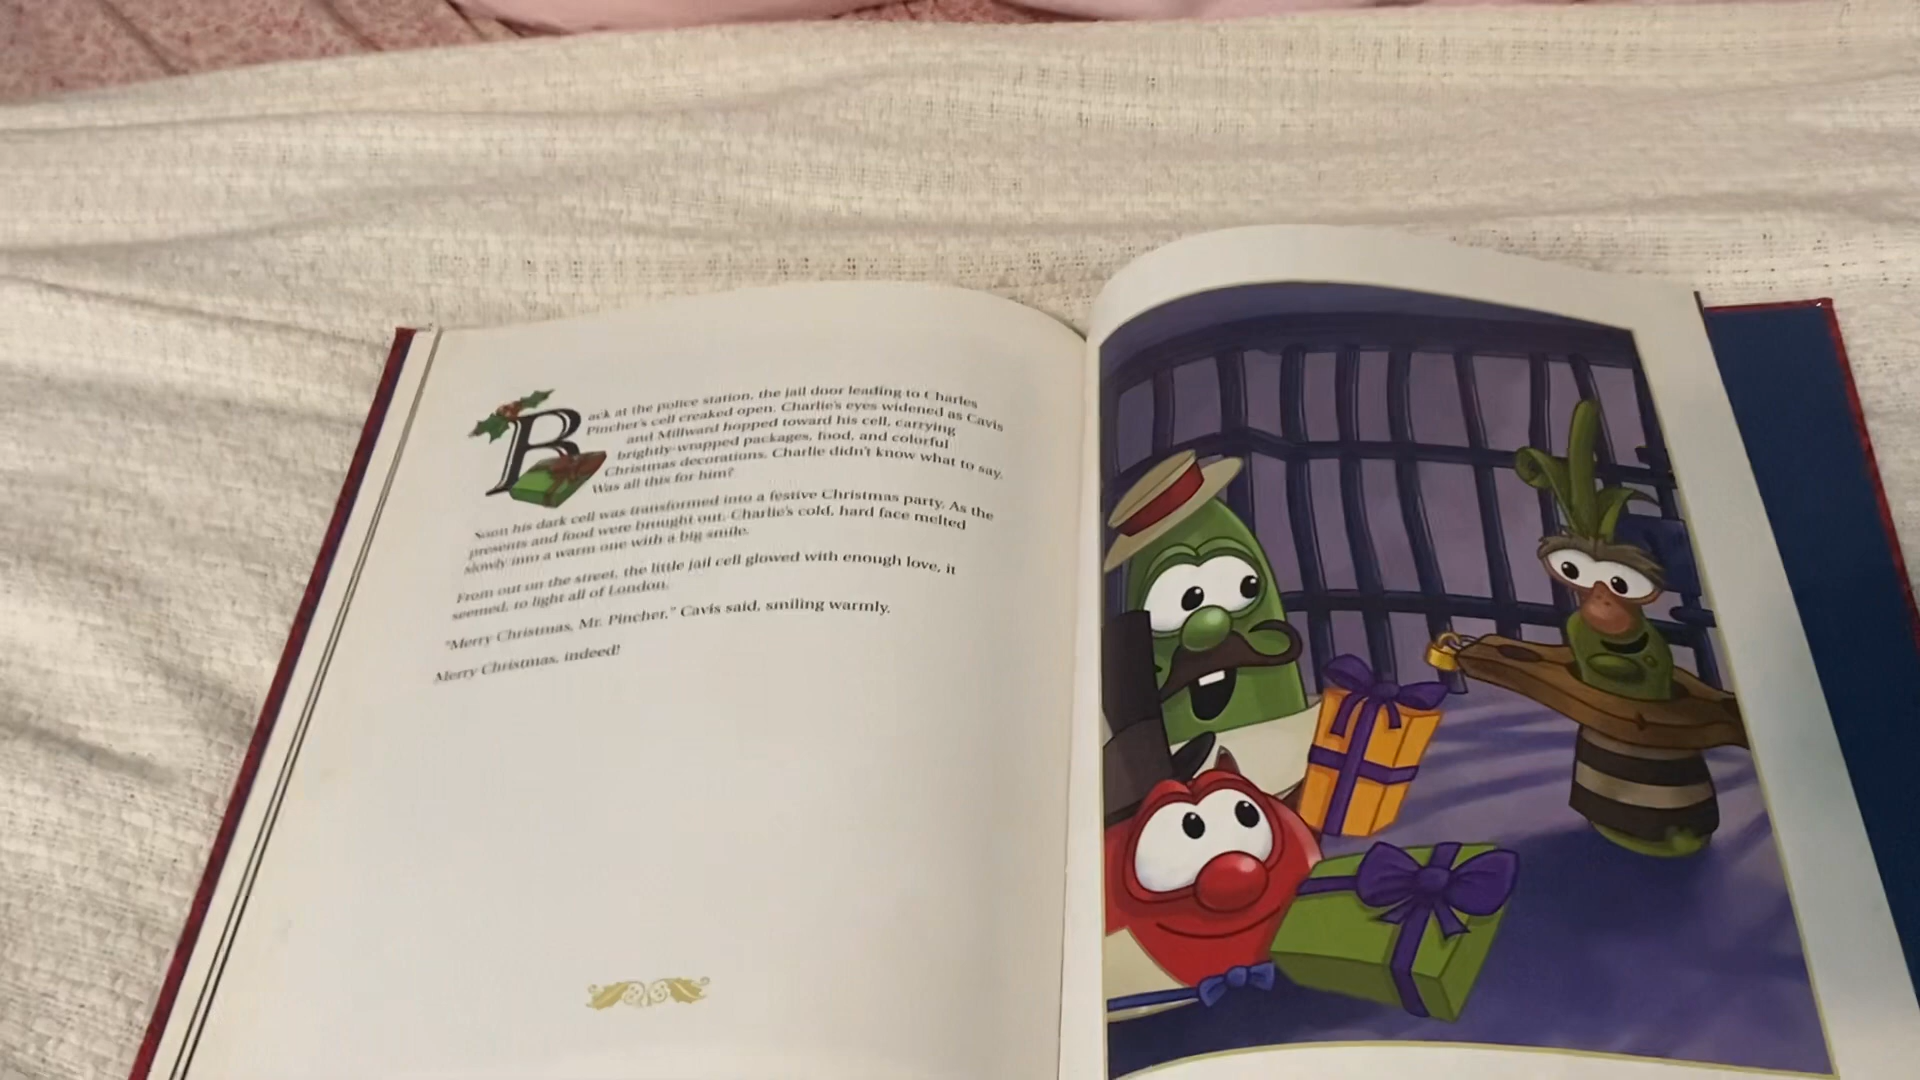 Back at the police station, the jail door leading to Charles
Pincher's cell creaked open. Charlie's eyes widened as Cavis
and Millward hopped toward his cell, carrying
brightly-wrapped packages, food, and colorful
Christmas decorations. Charlie didn't know what to say.
Was all this for him?
Soon his dark cell was transformed into a festive Christmas party. As the
presents and food were brought out, Charlie's cold, hard face melted
slowly into a warm one with a big smile.
From out on the street, the little jail cell glowed with enough love, it
seemed, to light all of London.
"Merry Christmas, Mr. Pincher," Cavis said, smiling warmly.
Merry Christmas, indeed!